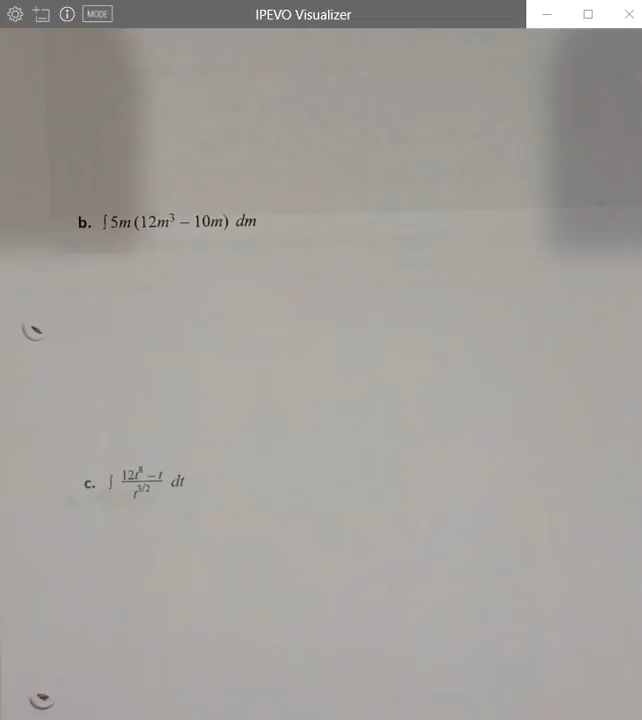 MODE IPEVO Visualizer
b. ∫ 5m (12m³ – 10m) dm
c. ∫ (12t⁸ – t)/(t^(3/2)) dt